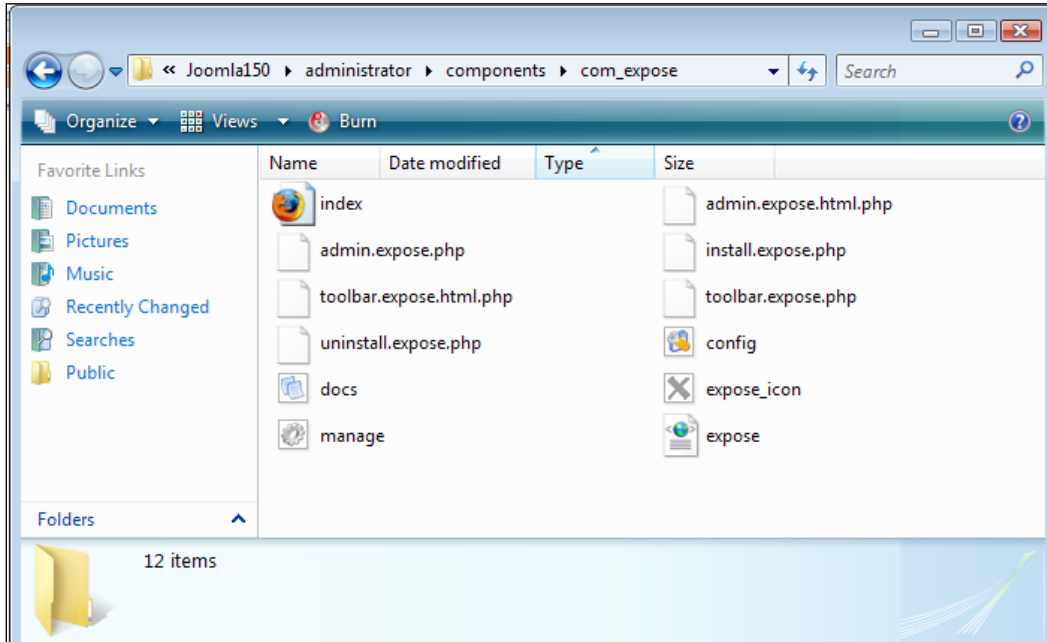 « Joomla150 ▸ administrator ▸ components ▸ com_expose
Search
Organize Views Burn
Favorite Links
Documents
Pictures
Music
Recently Changed
Searches
Public
Folders
Name Date modified Type Size
index admin.expose.html.php
admin.expose.php install.expose.php
toolbar.expose.html.php toolbar.expose.php
uninstall.expose.php config
docs expose_icon
manage expose
12 items